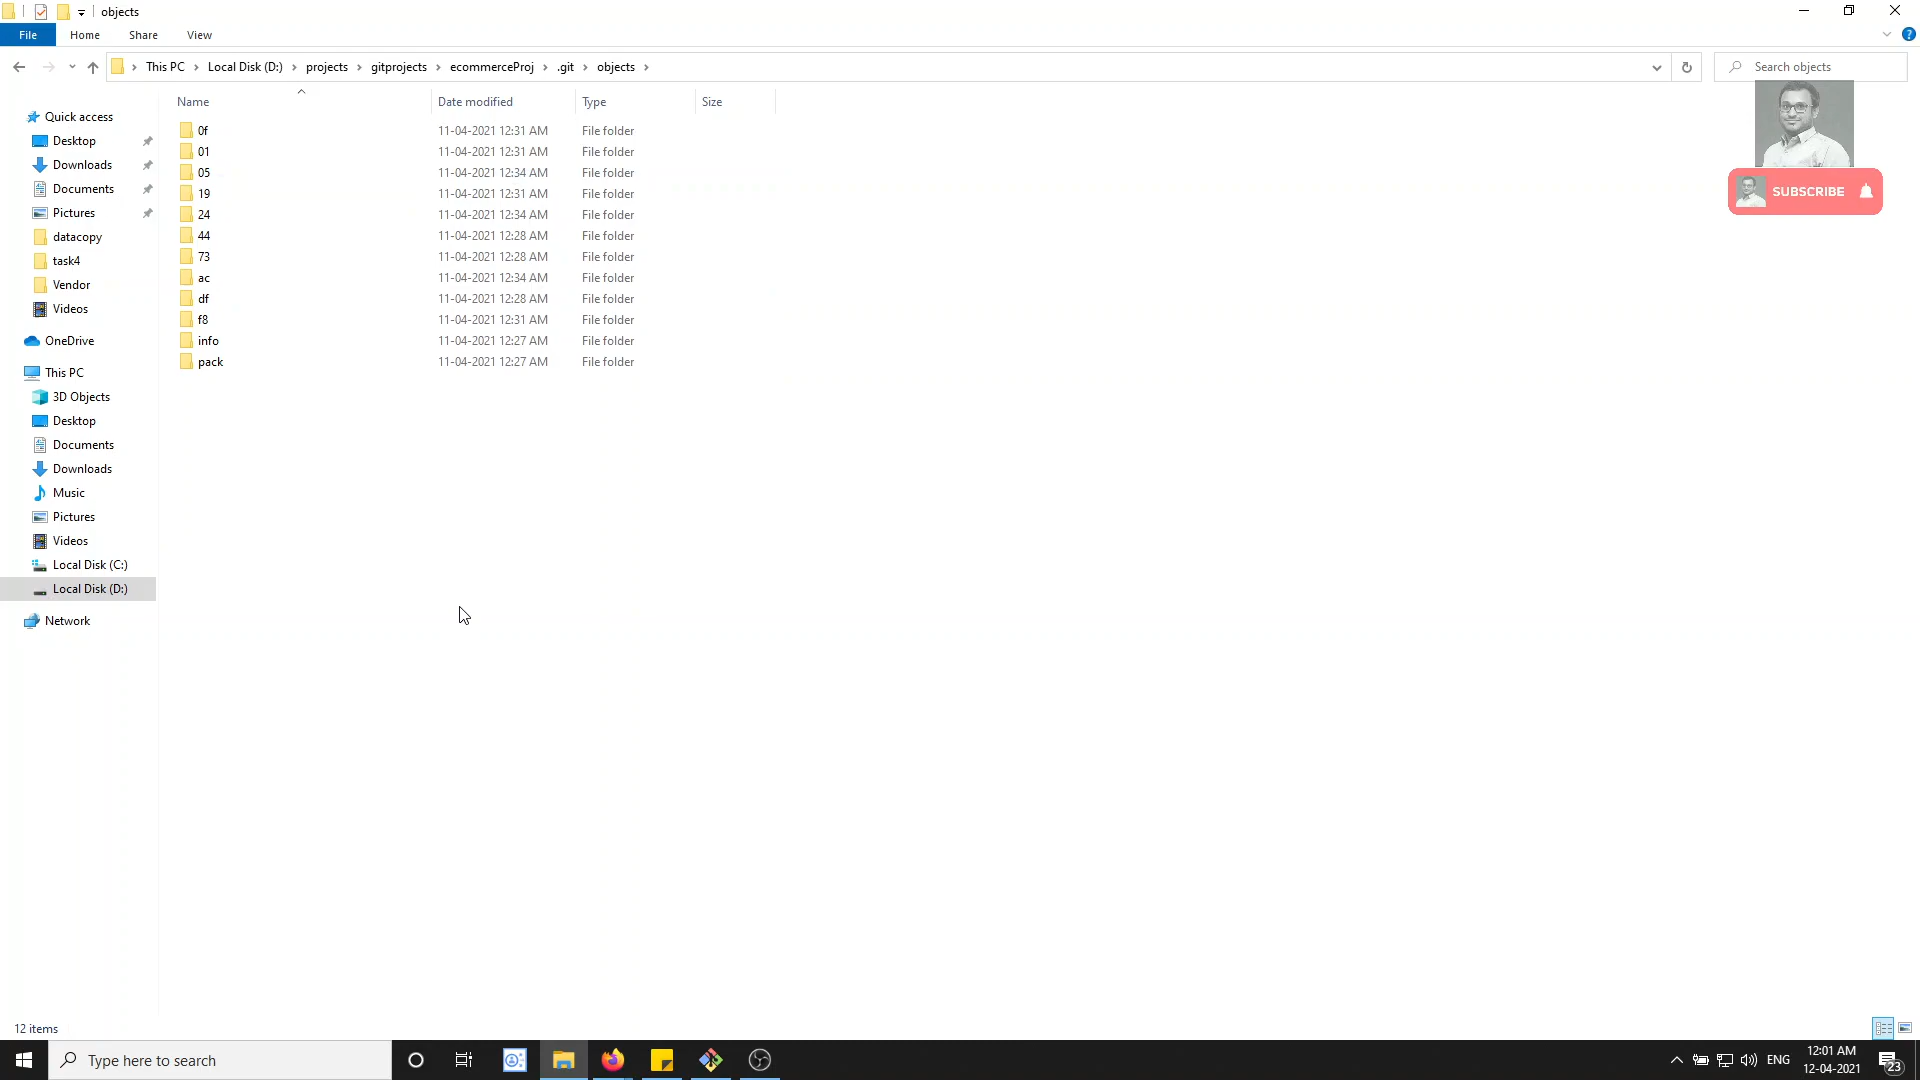 objects
File Home Share View
This PC Local Disk (D:) projects gitprojects ecommerceProj .git objects Search objects
Name Date modified Type Size
Quick access
Desktop
Downloads
Documents
Pictures
datacopy
task4
Vendor
Videos
OneDrive
This PC
3D Objects
Desktop
Documents
Downloads
Music
Pictures
Videos
Local Disk (C:)
Local Disk (D:)
Network
0f 11-04-2021 12:31 AM File folder
01 11-04-2021 12:31 AM File folder
05 11-04-2021 12:34 AM File folder
19 11-04-2021 12:31 AM File folder
24 11-04-2021 12:34 AM File folder
44 11-04-2021 12:28 AM File folder
73 11-04-2021 12:28 AM File folder
ac 11-04-2021 12:34 AM File folder
df 11-04-2021 12:28 AM File folder
f8 11-04-2021 12:31 AM File folder
info 11-04-2021 12:27 AM File folder
pack 11-04-2021 12:27 AM File folder
SUBSCRIBE
12 items
Type here to search
ENG
12:01 AM
12-04-2021
23